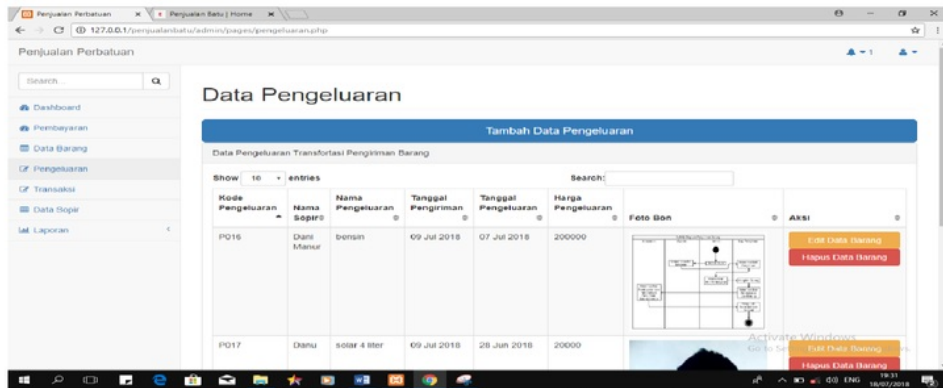 Penjualan Perbatuan
Penjualan Batu | Home
127.0.0.1/penjualanbatu/admin/pages/pengeluaran.php
Penjualan Perbatuan
1
Search...
Dashboard
Pembayaran
Data Barang
Pengeluaran
Transaksi
Data Sopir
Laporan
Data Pengeluaran
Tambah Data Pengeluaran
Data Pengeluaran Transfortasi Pengiriman Barang
Show 10 entries
Search:
Kode Pengeluaran Nama Sopir Nama Pengeluaran Tanggal Pengiriman Tanggal Pengeluaran Harga Pengeluaran Foto Bon Aksi
P016 Dani Manur bensin 09 Jul 2018 07 Jul 2018 200000
Edit Data Barang
Hapus Data Barang
P017 Danu solar 4 liter 09 Jul 2018 28 Jun 2018 20000
Edit Data Barang
Hapus Data Barang
Activate Windows
ENG
19:31
18/07/2018